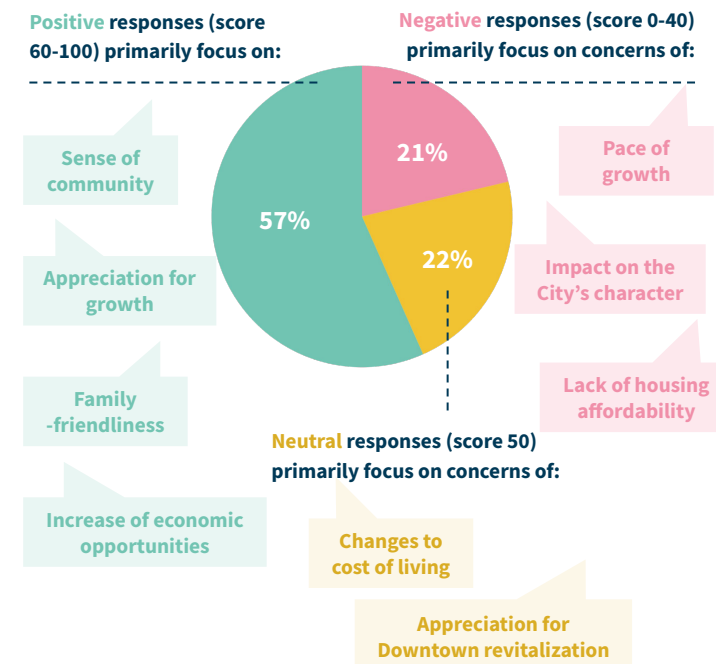 Positive responses (score
60-100) primarily focus on:
Sense of
community
Appreciation for
growth
Family
-friendliness
Increase of economic
opportunities
57%
21%
22%
Negative responses (score 0-40)
primarily focus on concerns of:
Pace of
growth
Impact on the
City's character
Lack of housing
affordability
Neutral responses (score 50)
primarily focus on concerns of:
Changes to
cost of living
Appreciation for
Downtown revitalization